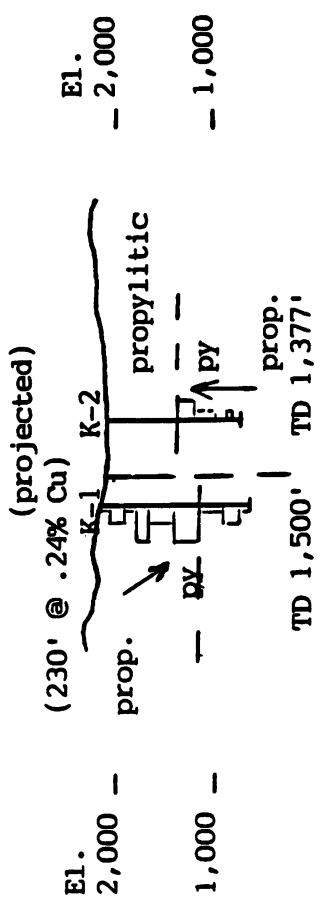 (projected)
(230' @ .24% Cu)
K-1
K-2
El.
2,000
1,000
El.
2,000
1,000
prop.
propylitic
py
py
prop.
TD 1,500'
TD 1,377'